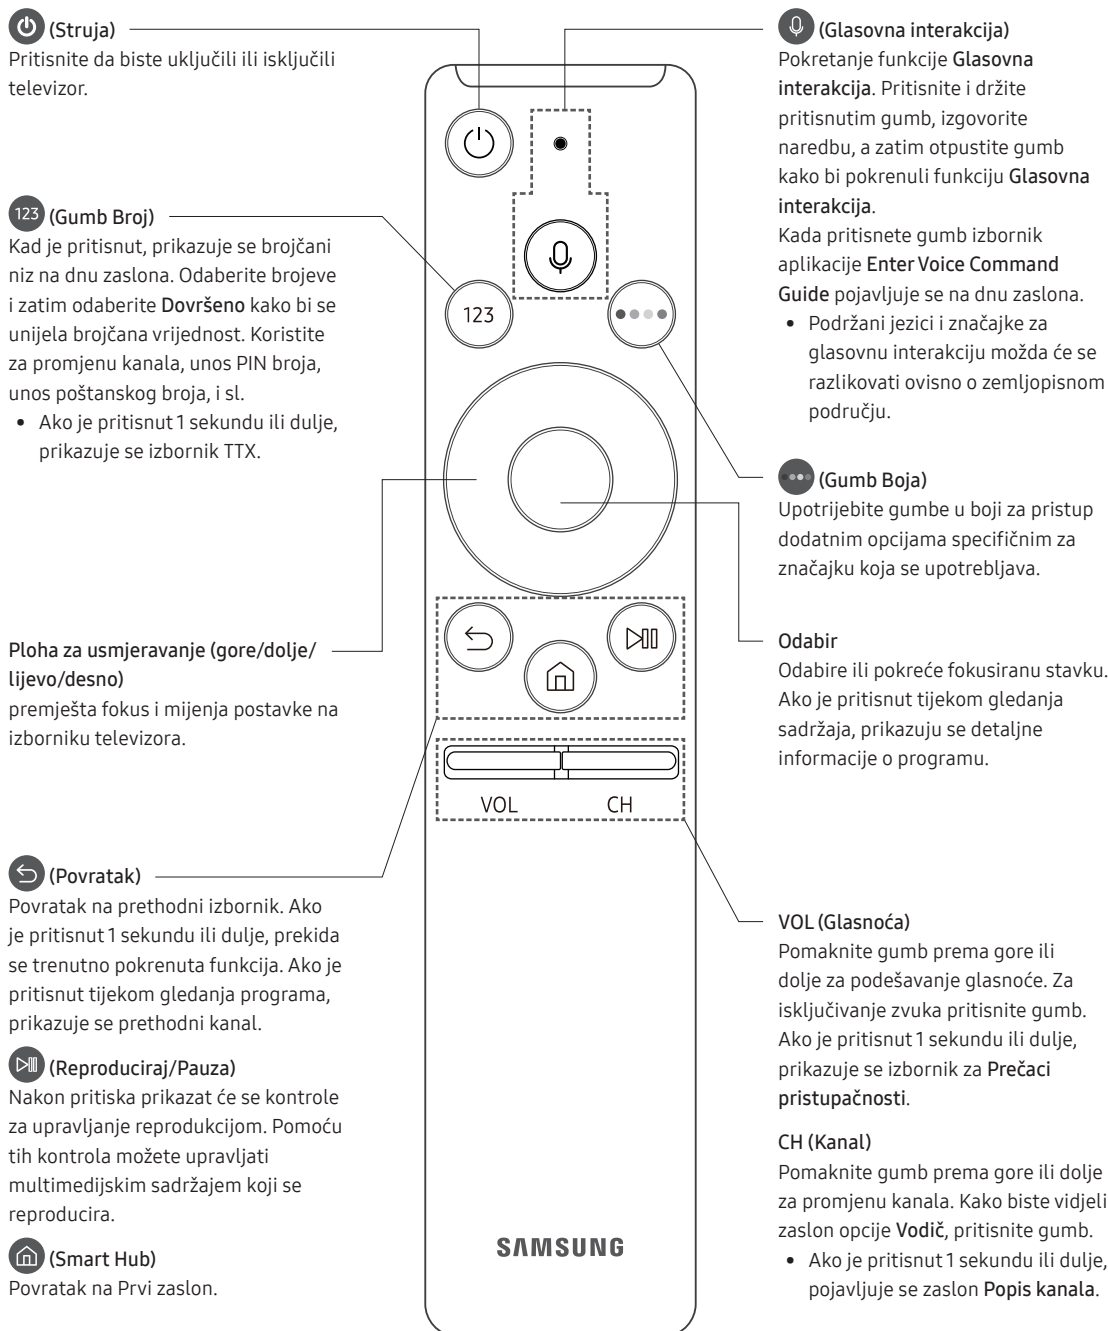 (Struja)
Pritisnite da biste uključili ili isključili
televizor.
123 (Gumb Broj)
Kad je pritisnut, prikazuje se brojčani
niz na dnu zaslona. Odaberite brojeve
i zatim odaberite Dovršeno kako bi se
unijela brojčana vrijednost. Koristite
za promjenu kanala, unos PIN broja,
unos poštanskog broja, i sl.
• Ako je pritisnut 1 sekundu ili dulje,
prikazuje se izbornik TTX.
Ploha za usmjeravanje (gore/dolje/
lijevo/desno)
premješta fokus i mijenja postavke na
izborniku televizora.
(Povratak)
Povratak na prethodni izbornik. Ako
je pritisnut 1 sekundu ili dulje, prekida
se trenutno pokrenuta funkcija. Ako je
pritisnut tijekom gledanja programa,
prikazuje se prethodni kanal.
(Reproduciraj/Pauza)
Nakon pritiska prikazat će se kontrole
za upravljanje reprodukcijom. Pomoću
tih kontrola možete upravljati
multimedijskim sadržajem koji se
reproducira.
(Smart Hub)
Povratak na Prvi zaslon.
123
VOL CH
SAMSUNG
(Glasovna interakcija)
Pokretanje funkcije Glasovna
interakcija. Pritisnite i držite
pritisnutim gumb, izgovorite
naredbu, a zatim otpustite gumb
kako bi pokrenuli funkciju Glasovna
interakcija.
Kada pritisnete gumb izbornik
aplikacije Enter Voice Command
Guide pojavljuje se na dnu zaslona.
• Podržani jezici i značajke za
glasovnu interakciju možda će se
razlikovati ovisno o zemljopisnom
području.
(Gumb Boja)
Upotrijebite gumbe u boji za pristup
dodatnim opcijama specifičnim za
značajku koja se upotrebljava.
Odabir
Odabire ili pokreće fokusiranu stavku.
Ako je pritisnut tijekom gledanja
sadržaja, prikazuju se detaljne
informacije o programu.
VOL (Glasnoća)
Pomaknite gumb prema gore ili
dolje za podešavanje glasnoće. Za
isključivanje zvuka pritisnite gumb.
Ako je pritisnut 1 sekundu ili dulje,
prikazuje se izbornik za Prečaci
pristupačnosti.
CH (Kanal)
Pomaknite gumb prema gore ili dolje
za promjenu kanala. Kako biste vidjeli
zaslon opcije Vodič, pritisnite gumb.
• Ako je pritisnut 1 sekundu ili dulje,
pojavljuje se zaslon Popis kanala.